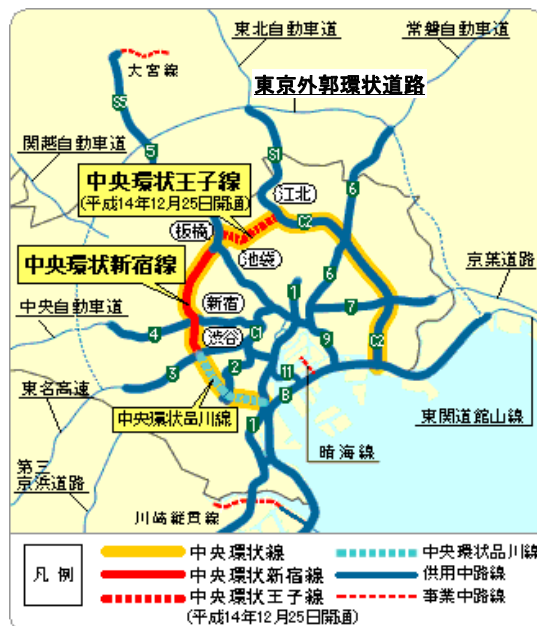 東北自動車道
常磐自動車道
大宮線
東京外郭環状道路
S5
関越自動車道
5
S1
6
中央環状王子線
(平成14年12月25日開通)
江北
C2
板橋
池袋
中央環状新宿線
京葉道路
1
6
7
中央自動車道
新宿
4
C1
渋谷
9
C2
3
2
11
東名高速
B
中央環状品川線
1
東関道館山線
晴海線
第三
京浜道路
川崎縦貫線
凡例
中央環状線
中央環状品川線
中央環状新宿線
供用中路線
中央環状王子線
事業中路線
(平成14年12月25日開通)